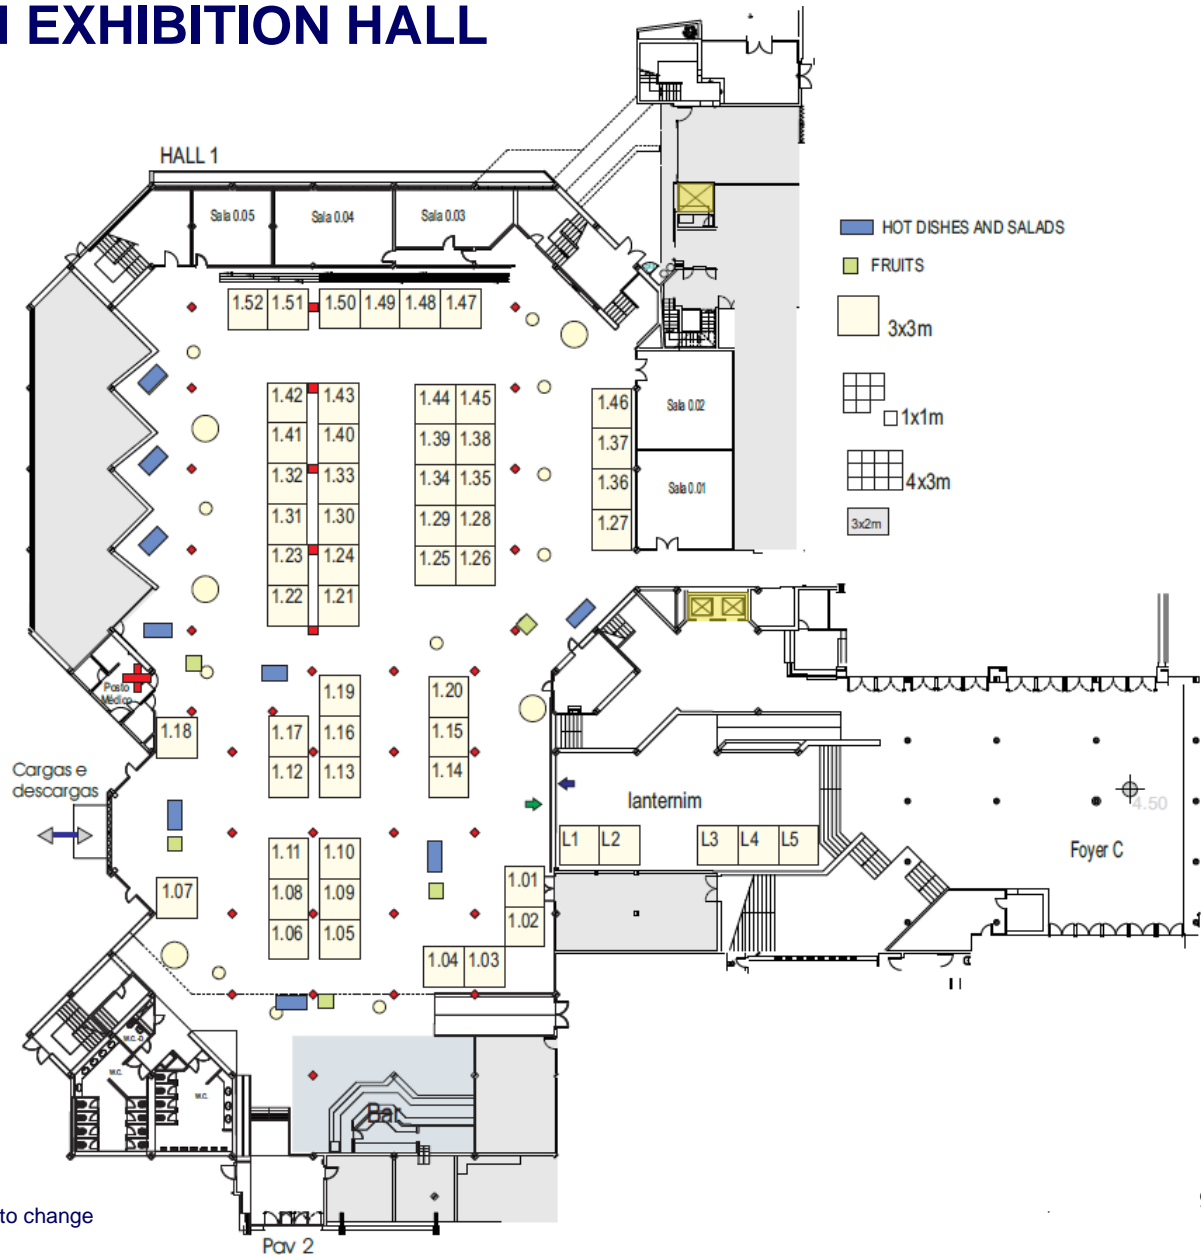 EXHIBITION HALL
HALL 1
Sala 0.05
Sala 0.04
Sala 0.03
HOT DISHES AND SALADS
FRUITS
3x3m
1x1m
4x3m
3x2m
1.52 1.51 1.50 1.49 1.48 1.47
1.42 1.43 1.44 1.45 1.46
1.41 1.40 1.39 1.38 1.37
1.32 1.33 1.34 1.35 1.36
1.31 1.30 1.29 1.28 1.27
1.23 1.24 1.25 1.26
1.22 1.21
Sala 0.02
Sala 0.01
Posto
Médico
1.19 1.20
1.18 1.17 1.16 1.15
1.12 1.13 1.14
Cargas e
descargas
lanternim
L1 L2 L3 L4 L5
4.50
Foyer C
1.11 1.10
1.07 1.08 1.09 1.01
1.06 1.05 1.02
1.04 1.03
W.C.-D.
W.C.
W.C.
Bar
to change
Pav 2